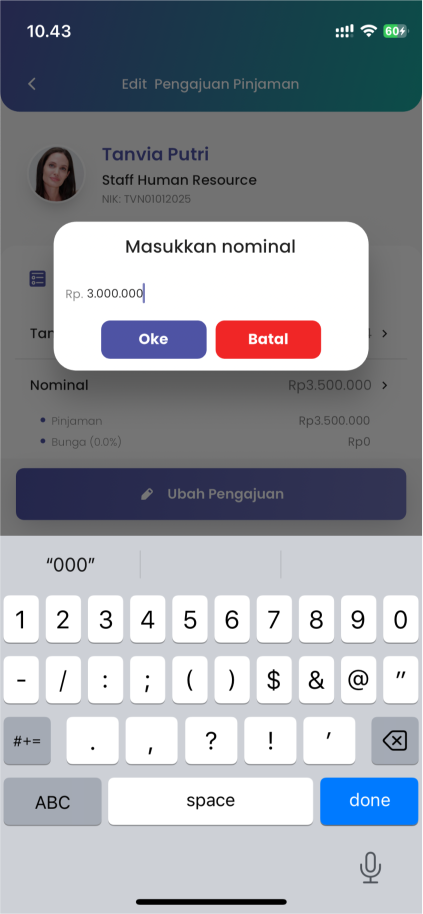 10.43
60
Edit Pengajuan Pinjaman
Tanvia Putri
Staff Human Resource
NIK: TVN01012025
Masukkan nominal
Rp. 3.000.000
Oke Batal
Nominal Rp3.500.000
Pinjaman Rp3.500.000
Bunga (0.0%) Rp0
Ubah Pengajuan
“000”
1 2 3 4 5 6 7 8 9 0
- / : ; ( ) $ & @ "
#+= . , ? ! ’
ABC space done